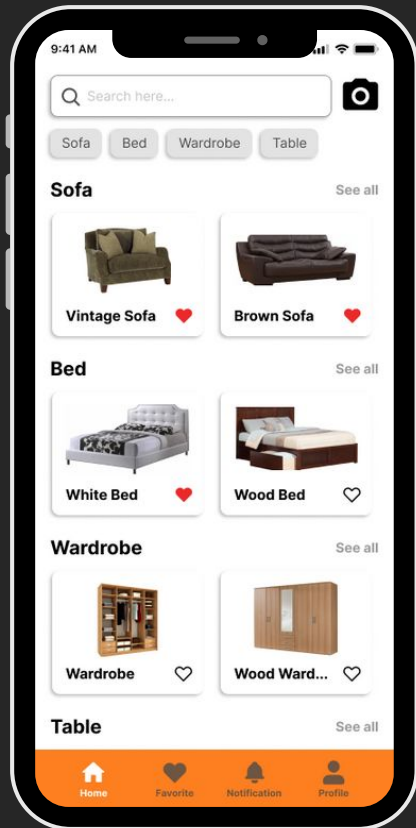 9:41 AM
Search here...
Sofa Bed Wardrobe Table
Sofa See all
Vintage Sofa Brown Sofa
Bed See all
White Bed Wood Bed
Wardrobe See all
Wardrobe Wood Ward...
Table See all
Home Favorite Notification Profile